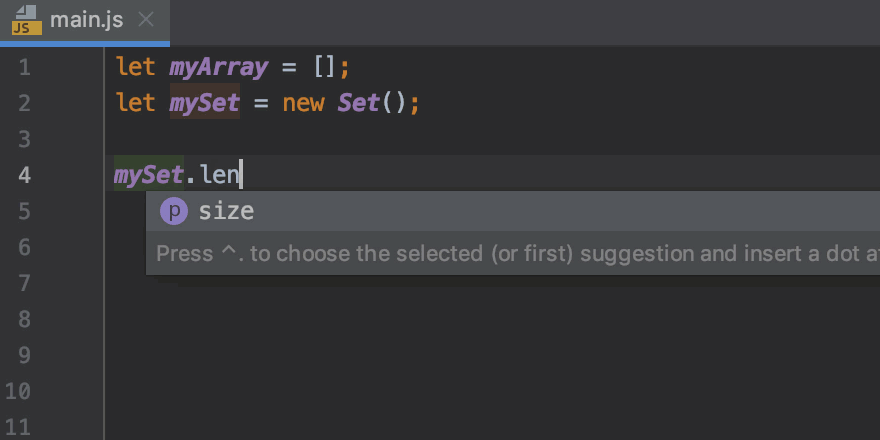 JS main.js
1 let myArray = [];
2 let mySet = new Set();
3
4 mySet.len
5
p size
6
Press ^. to choose the selected (or first) suggestion and insert a dot
7
8
9
10
11